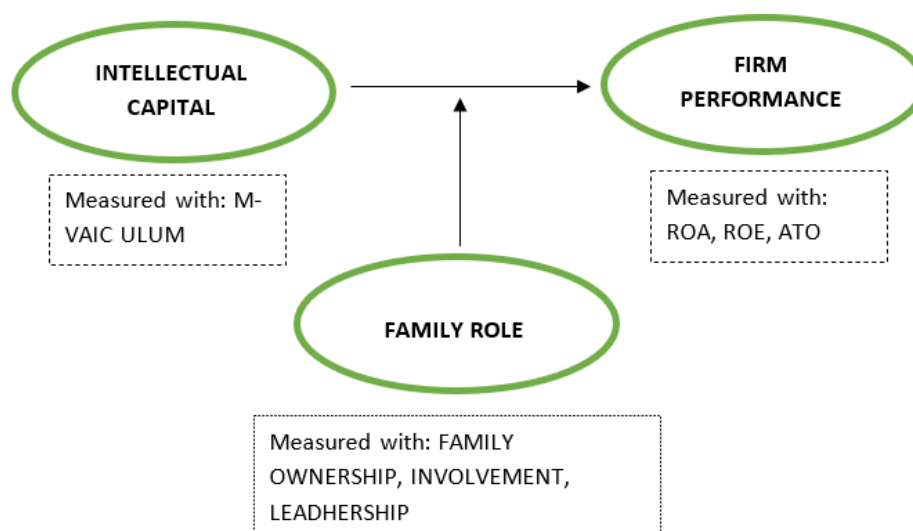 INTELLECTUAL
CAPITAL
FIRM
PERFORMANCE
Measured with: M-
VAIC ULUM
Measured with:
ROA, ROE, ATO
FAMILY ROLE
Measured with: FAMILY
OWNERSHIP, INVOLVEMENT,
LEADHERSHIP